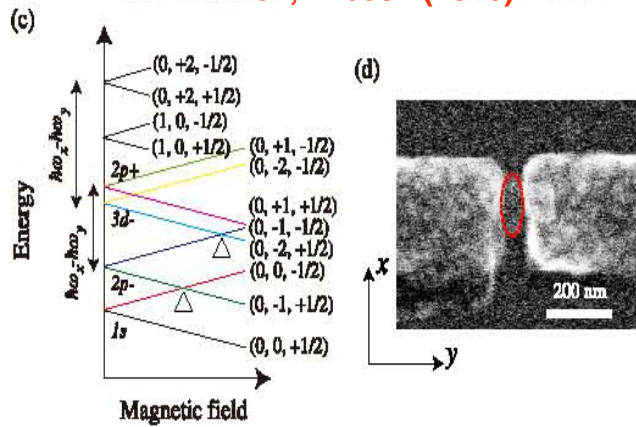 (c)
(0, +2, -1/2)
(0, +2, +1/2)
(1, 0, -1/2)
(1, 0, +1/2)
(0, +1, -1/2)
(0, -2, -1/2)
(0, +1, +1/2)
(0, -1, -1/2)
(0, -2, +1/2)
(0, 0, -1/2)
(0, -1, +1/2)
(0, 0, +1/2)
ħωx-ħωy
ħωx-ħωy
2p+
3d-
2p-
1s
Energy
Magnetic field
(d)
x
y
200 nm